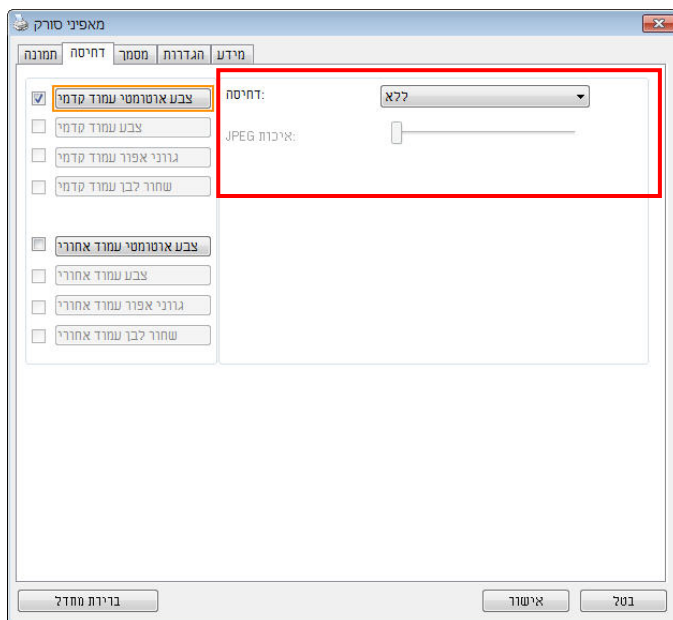 מאפיני סורק
תמונה
דחיסה
מסמך
הגדרות
מידע
צבע אוטומטי עמוד קדמי
צבע עמוד קדמי
גווני אפור עמוד קדמי
שחור לבן עמוד קדמי
צבע אוטומטי עמוד אחורי
צבע עמוד אחורי
גווני אפור עמוד אחורי
שחור לבן עמוד אחורי
דחיסה:
ללא
איכות JPEG:
ברירת מחדל
אישור
בטל